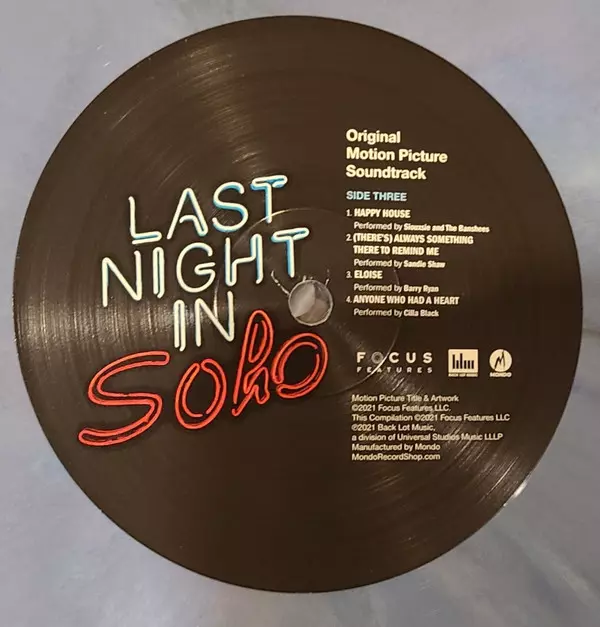 LAST
NIGHT
IN
Soho
Original
Motion Picture
Soundtrack
SIDE THREE
1. HAPPY HOUSE
Performed by Siouxsie and The Banshees
2. (THERE'S) ALWAYS SOMETHING
THERE TO REMIND ME
Performed by Sandie Shaw
3. ELOISE
Performed by Barry Ryan
4. ANYONE WHO HAD A HEART
Performed by Cilla Black
FOCUS
FEATURES
BACK LOT MUSIC
MONDO
Motion Picture Title & Artwork
©2021 Focus Features LLC.
This Compilation ©2021 Focus Features LLC
℗2021 Back Lot Music,
a division of Universal Studios Music LLLP
Manufactured by Mondo
MondoRecordShop.com